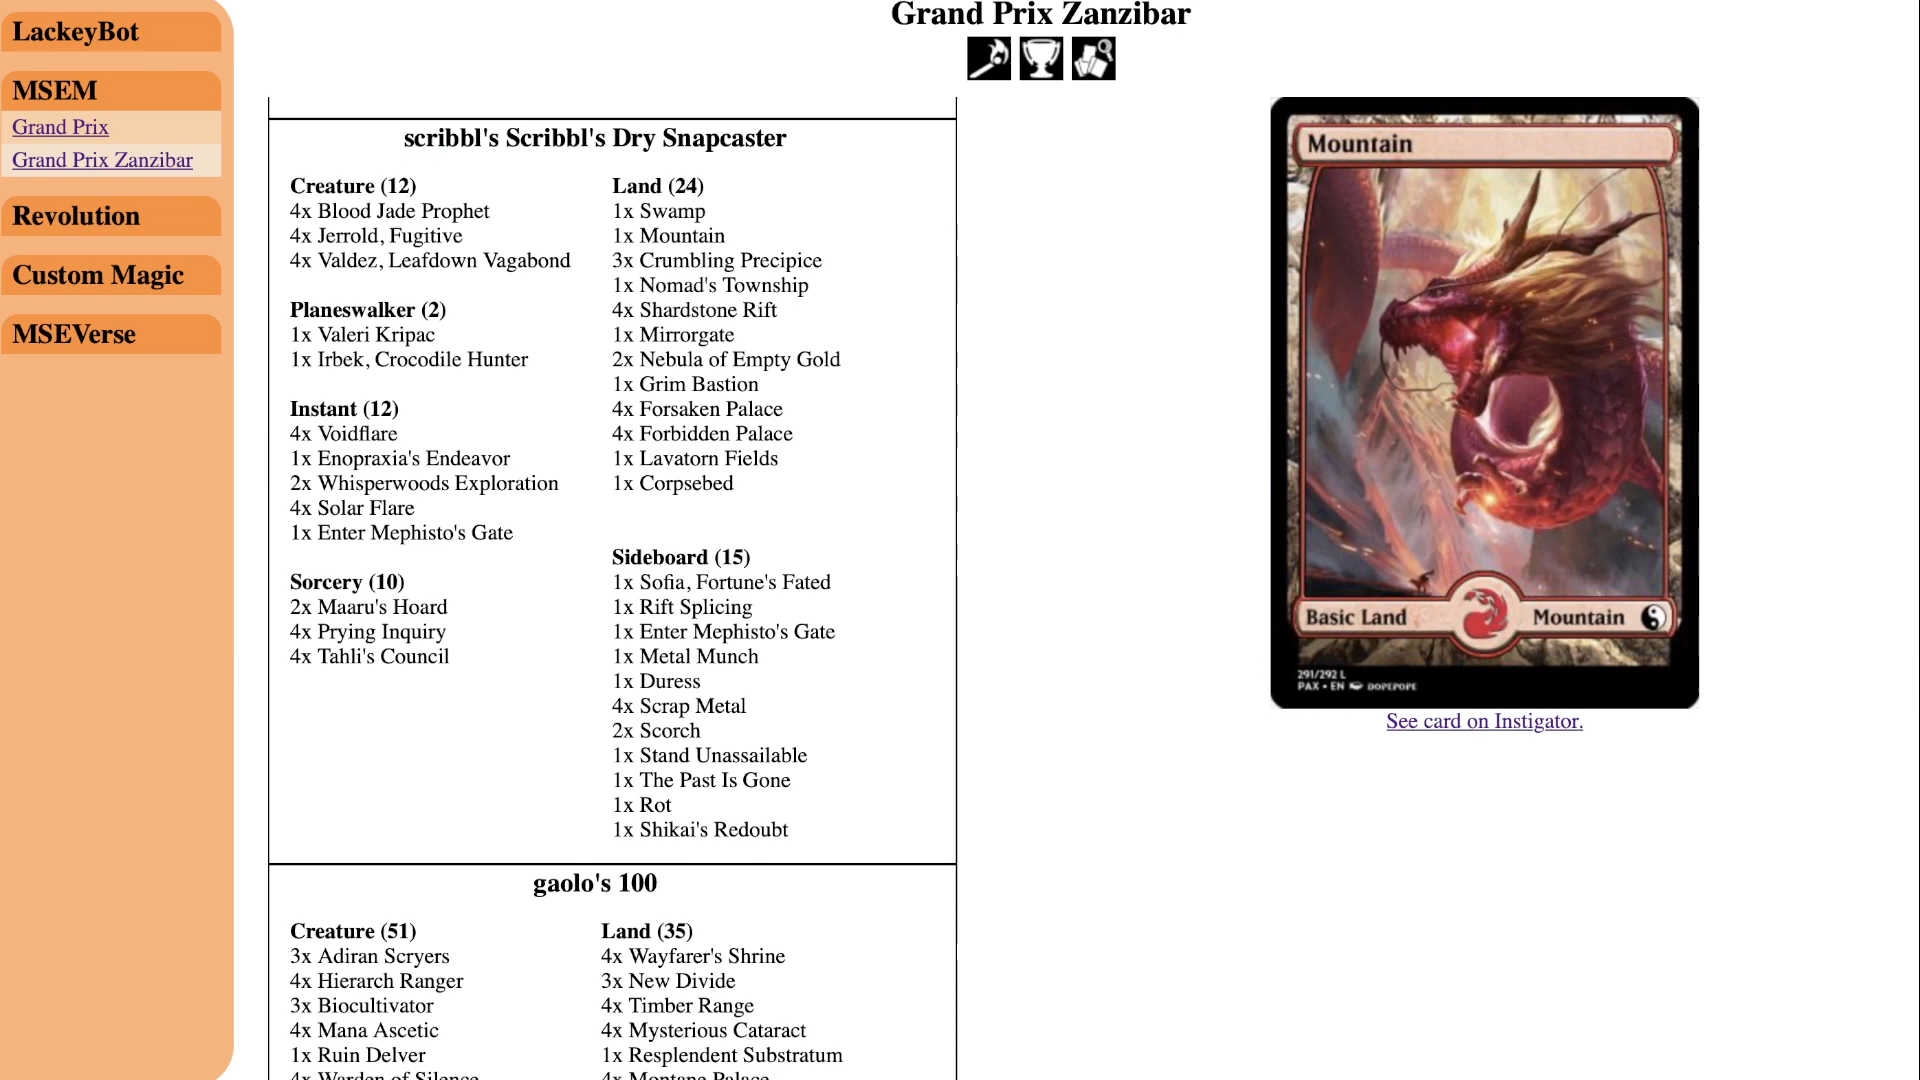 LackeyBot
MSEM
Grand Prix
Grand Prix Zanzibar
Revolution
Custom Magic
MSEVerse
Grand Prix Zanzibar
scribbl's Scribbl's Dry Snapcaster
Creature (12)
4x Blood Jade Prophet
4x Jerrold, Fugitive
4x Valdez, Leafdown Vagabond
Planeswalker (2)
1x Valeri Kripac
1x Irbek, Crocodile Hunter
Instant (12)
4x Voidflare
1x Enopraxia's Endeavor
2x Whisperwoods Exploration
4x Solar Flare
1x Enter Mephisto's Gate
Sorcery (10)
2x Maaru's Hoard
4x Prying Inquiry
4x Tahli's Council
Land (24)
1x Swamp
1x Mountain
3x Crumbling Precipice
1x Nomad's Township
4x Shardstone Rift
1x Mirrorgate
2x Nebula of Empty Gold
1x Grim Bastion
4x Forsaken Palace
4x Forbidden Palace
1x Lavatorn Fields
1x Corpsebed
Sideboard (15)
1x Sofia, Fortune's Fated
1x Rift Splicing
1x Enter Mephisto's Gate
1x Metal Munch
1x Duress
4x Scrap Metal
2x Scorch
1x Stand Unassailable
1x The Past Is Gone
1x Rot
1x Shikai's Redoubt
gaolo's 100
Creature (51)
3x Adiran Scryers
4x Hierarch Ranger
3x Biocultivator
4x Mana Ascetic
1x Ruin Delver
4x Warden of Silence
Land (35)
4x Wayfarer's Shrine
3x New Divide
4x Timber Range
4x Mysterious Cataract
1x Resplendent Substratum
4x Montane Palace
Mountain
Basic Land
Mountain
291/292 L
PAX • EN DOPEPOPE
See card on Instigator.